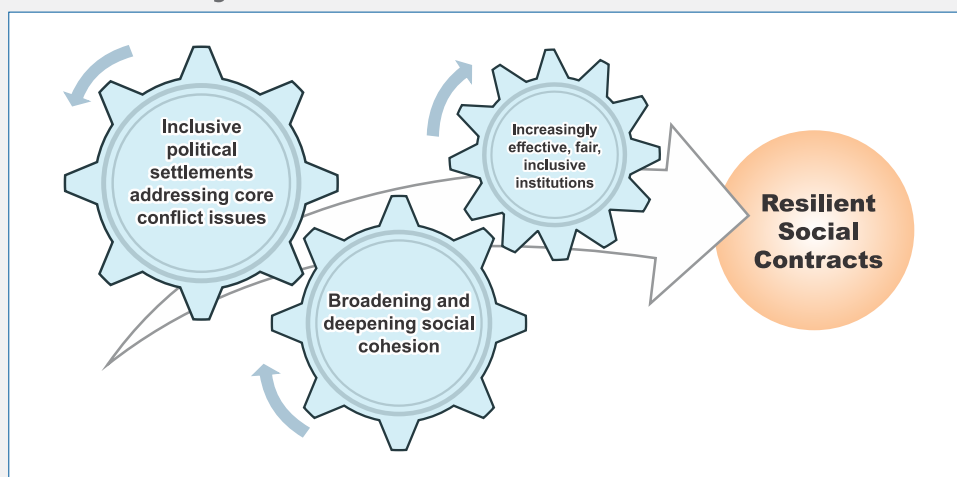 Inclusive
political
settlements
addressing core
conflict issues
Increasingly
effective, fair,
inclusive
institutions
Broadening and
deepening social
cohesion
Resilient
Social
Contracts